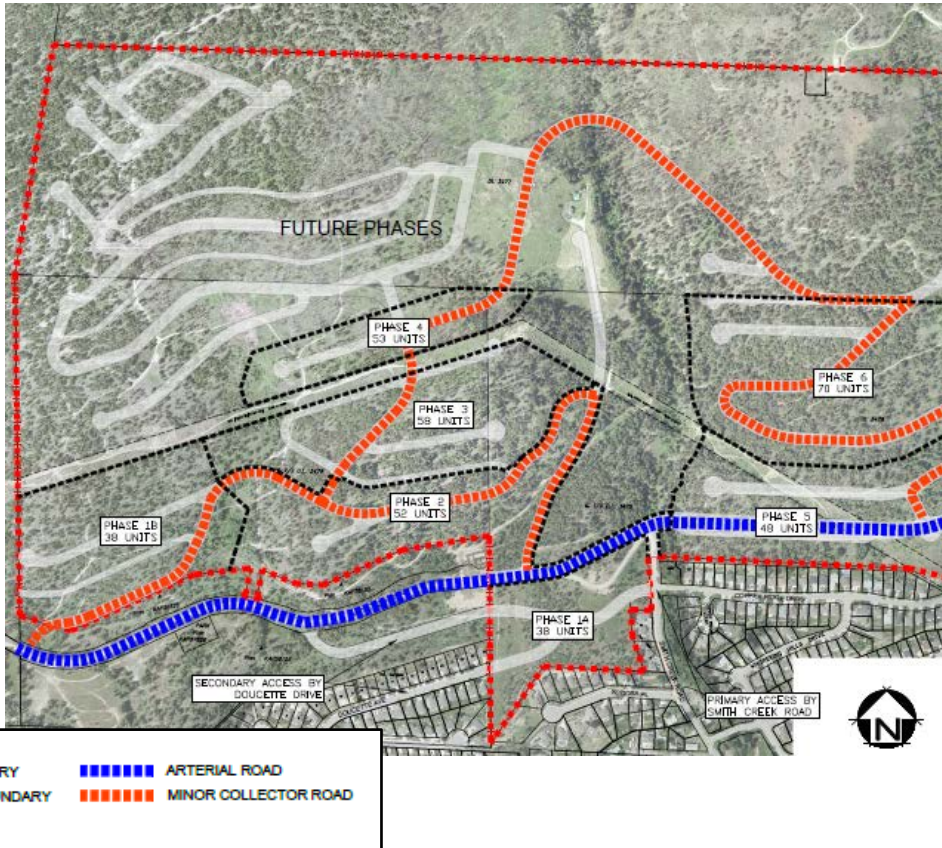 FUTURE PHASES
PHASE 4
53 UNITS
PHASE 3
58 UNITS
PHASE 6
70 UNITS
PHASE 2
52 UNITS
PHASE 1B
38 UNITS
PHASE 5
48 UNITS
PHASE 1A
38 UNITS
SECONDARY ACCESS BY
DOUCETTE DRIVE
DOUCETTE AVE
PRIMARY ACCESS BY
SMITH CREEK ROAD
N
RY
ARTERIAL ROAD
NDARY
MINOR COLLECTOR ROAD